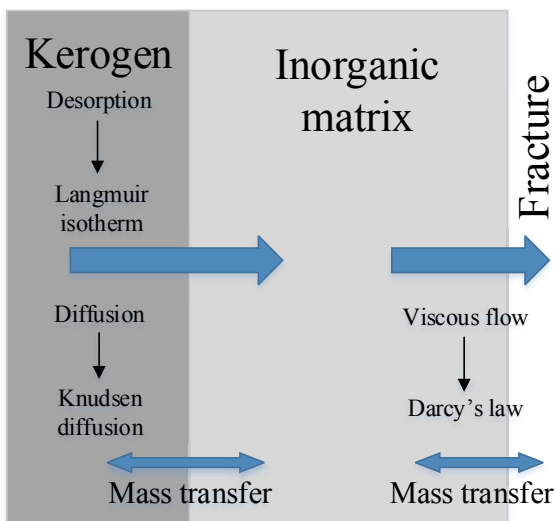 Kerogen
Desorption
Langmuir
isotherm
Diffusion
Knudsen
diffusion
Mass transfer
Inorganic
matrix
Viscous flow
Darcy’s law
Mass transfer
Fracture